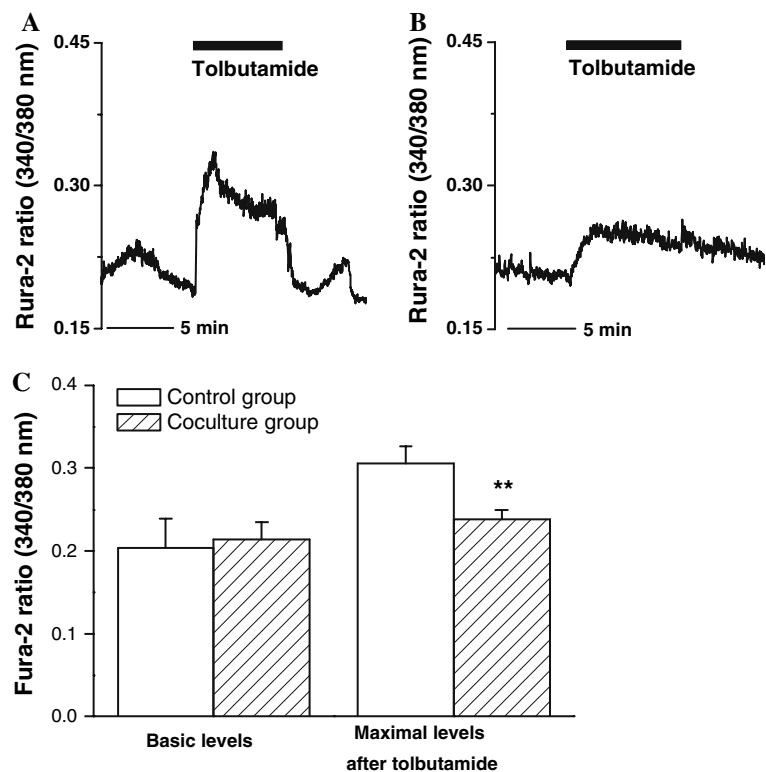 A
B
0.45
Tolbutamide
0.30
0.15
Rura-2 ratio (340/380 nm)
5 min
0.45
Tolbutamide
0.30
0.15
Rura-2 ratio (340/380 nm)
5 min
C
0.4
0.3
0.2
0.1
0.0
Fura-2 ratio (340/380 nm)
Control group
Coculture group
**
Basic levels
Maximal levels
after tolbutamide